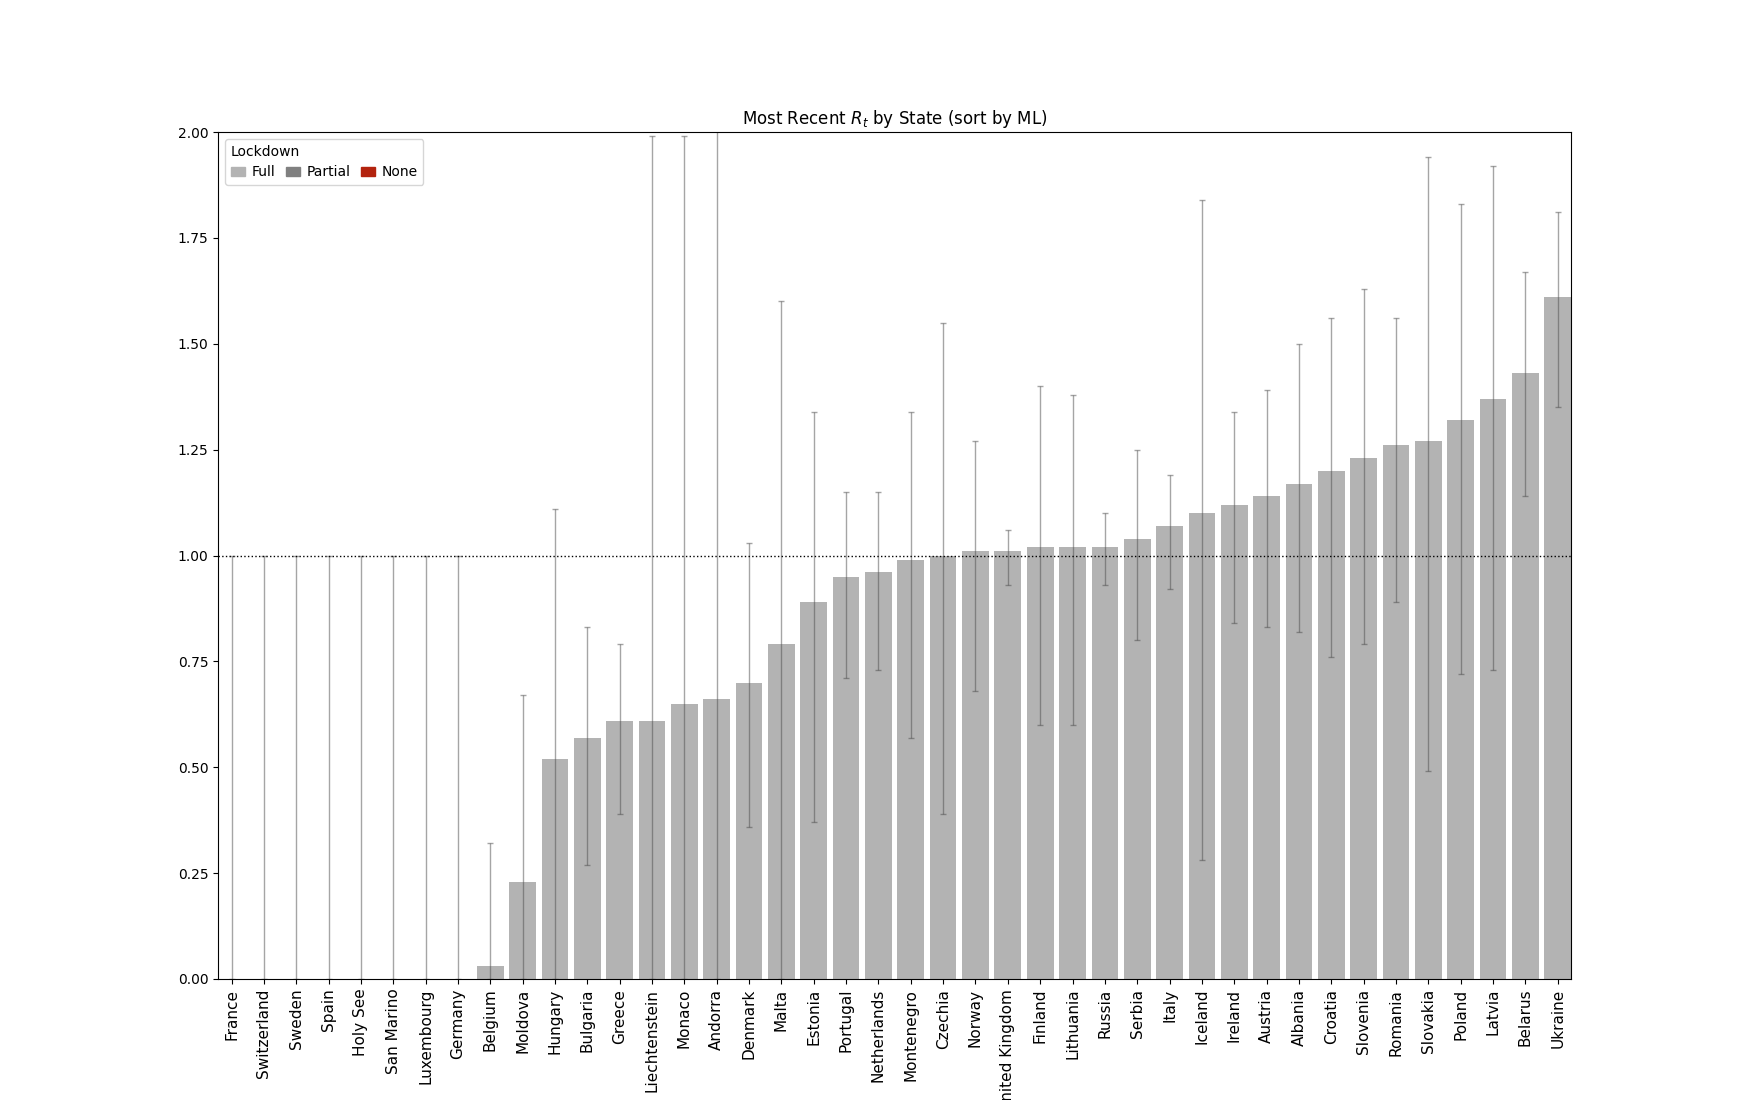 Most Recent R_t by State (sort by ML)
Lockdown
Full Partial None
2.00
1.75
1.50
1.25
1.00
0.75
0.50
0.25
0.00
France
Switzerland
Sweden
Spain
Holy See
San Marino
Luxembourg
Germany
Belgium
Moldova
Hungary
Bulgaria
Greece
Liechtenstein
Monaco
Andorra
Denmark
Malta
Estonia
Portugal
Netherlands
Montenegro
Czechia
Norway
nited Kingdom
Finland
Lithuania
Russia
Serbia
Italy
Iceland
Ireland
Austria
Albania
Croatia
Slovenia
Romania
Slovakia
Poland
Latvia
Belarus
Ukraine